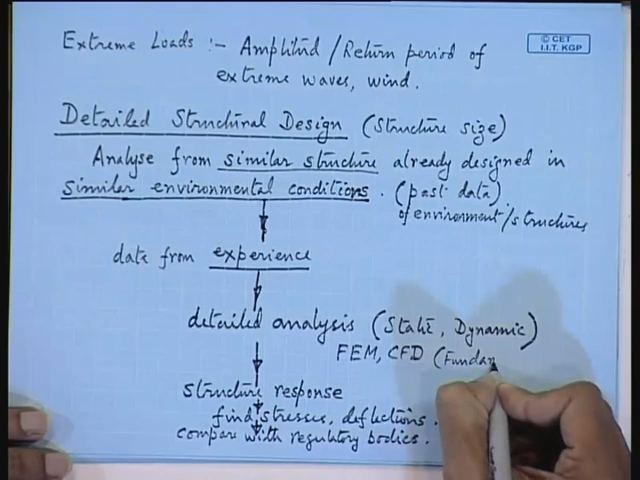 Extreme Loads :- Amplitud / Return period of
extreme waves, wind.
© CET
I.I.T. KGP
Detailed Structural Design (Structure size)
Analyse from similar structure already designed in
similar environmental conditions. (past data)
of environment/structures
data from experience
detailed analysis (Static, Dynamic)
FEM, CFD (Fundam
structure response
find stresses, deflections.
compare with regulatory bodies.